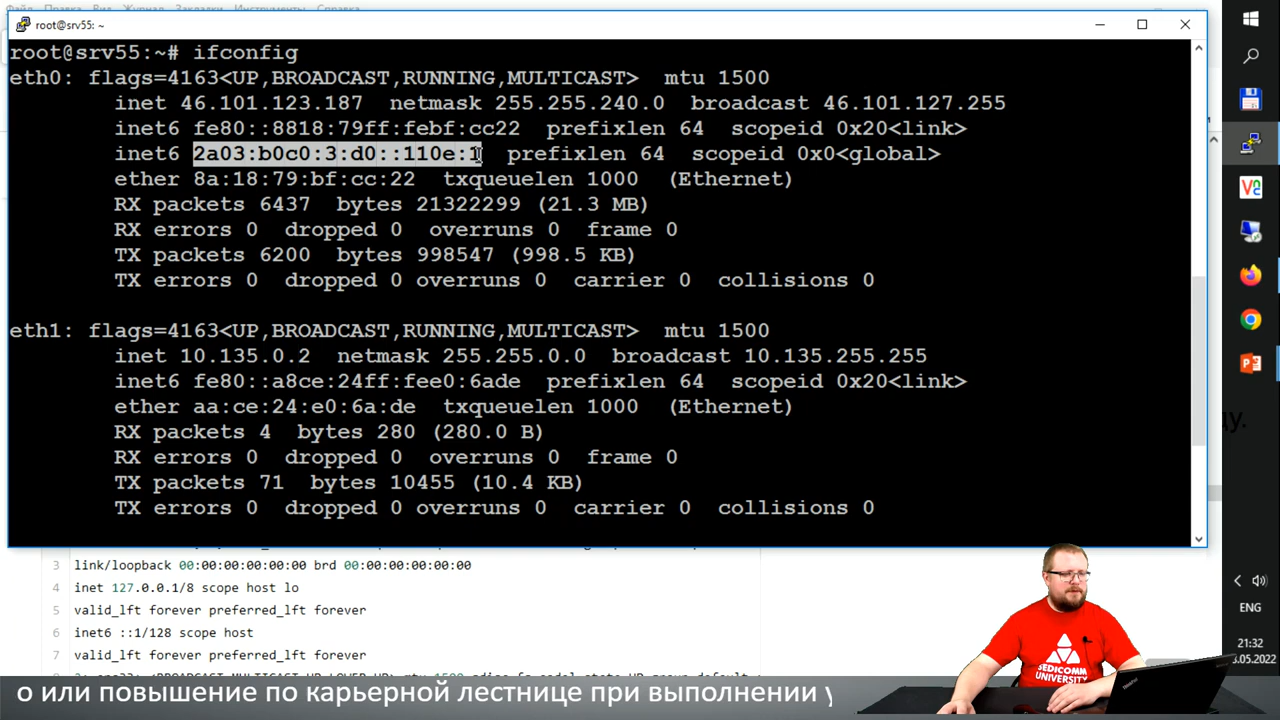 Файл Правка Вид Журнал Закладки Инструменты Справка
root@srv55: ~
root@srv55:~# ifconfig
eth0: flags=4163<UP,BROADCAST,RUNNING,MULTICAST> mtu 1500
inet 46.101.123.187 netmask 255.255.240.0 broadcast 46.101.127.255
inet6 fe80::8818:79ff:febf:cc22 prefixlen 64 scopeid 0x20<link>
inet6 2a03:b0c0:3:d0::110e:1 prefixlen 64 scopeid 0x0<global>
ether 8a:18:79:bf:cc:22 txqueuelen 1000 (Ethernet)
RX packets 6437 bytes 21322299 (21.3 MB)
RX errors 0 dropped 0 overruns 0 frame 0
TX packets 6200 bytes 998547 (998.5 KB)
TX errors 0 dropped 0 overruns 0 carrier 0 collisions 0
eth1: flags=4163<UP,BROADCAST,RUNNING,MULTICAST> mtu 1500
inet 10.135.0.2 netmask 255.255.0.0 broadcast 10.135.255.255
inet6 fe80::a8ce:24ff:fee0:6ade prefixlen 64 scopeid 0x20<link>
ether aa:ce:24:e0:6a:de txqueuelen 1000 (Ethernet)
RX packets 4 bytes 280 (280.0 B)
RX errors 0 dropped 0 overruns 0 frame 0
TX packets 71 bytes 10455 (10.4 KB)
TX errors 0 dropped 0 overruns 0 carrier 0 collisions 0
3 link/loopback 00:00:00:00:00:00 brd 00:00:00:00:00:00
4 inet 127.0.0.1/8 scope host lo
5 valid_lft forever preferred_lft forever
6 inet6 ::1/128 scope host
7 valid_lft forever preferred_lft forever
ENG
21:32
.05.2022
SEDICOMM
UNIVERSITY
ThinkPad
о или повышение по карьерной лестнице при выполнении у